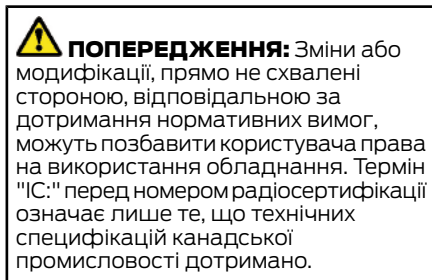 ПОПЕРЕДЖЕННЯ: Зміни або
модифікації, прямо не схвалені
стороною, відповідальною за
дотримання нормативних вимог,
можуть позбавити користувача права
на використання обладнання. Термін
"IC:" перед номером радіосертифікації
означає лише те, що технічних
специфікацій канадської
промисловості дотримано.